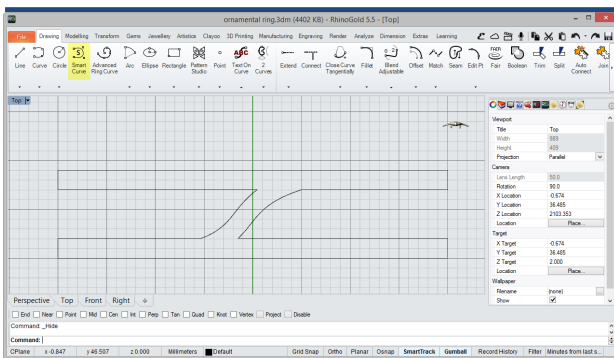 ornamental ring.3dm (4402 KB) - RhinoGold 5.5 - [Top]
File Drawing Modelling Transform Gems Jewellery Artistics Clayoo 3D Printing Manufacturing Engraving Render Analyze Dimension Extras Learning
Line Curve Circle Smart Curve Advanced Ring Curve Arc Ellipse Rectangle Pattern Studio Point Text On Curve 2 Curves Extend Connect Close Curve Tangentially Fillet Blend Adjustable Offset Match Seam Edit Pt Fair Boolean Trim Split Auto Connect Join
Top
Viewport
Title Top
Width 989
Height 409
Projection Parallel
Camera
Lens Length 50.0
Rotation 90.0
X Location -0.674
Y Location 36.485
Z Location 2103.353
Location Place...
Target
X Target -0.674
Y Target 36.485
Z Target 2.000
Location Place...
Wallpaper
Filename (none)
Show
Perspective Top Front Right
End Near Point Mid Cen Int Perp Tan Quad Knot Vertex Project Disable
Command: _Hide
Command:
CPlane x -0.847 y 46.507 z 0.000 Millimeters Default Grid Snap Ortho Planar Osnap SmartTrack Gumball Record History Filter Minutes from last s...